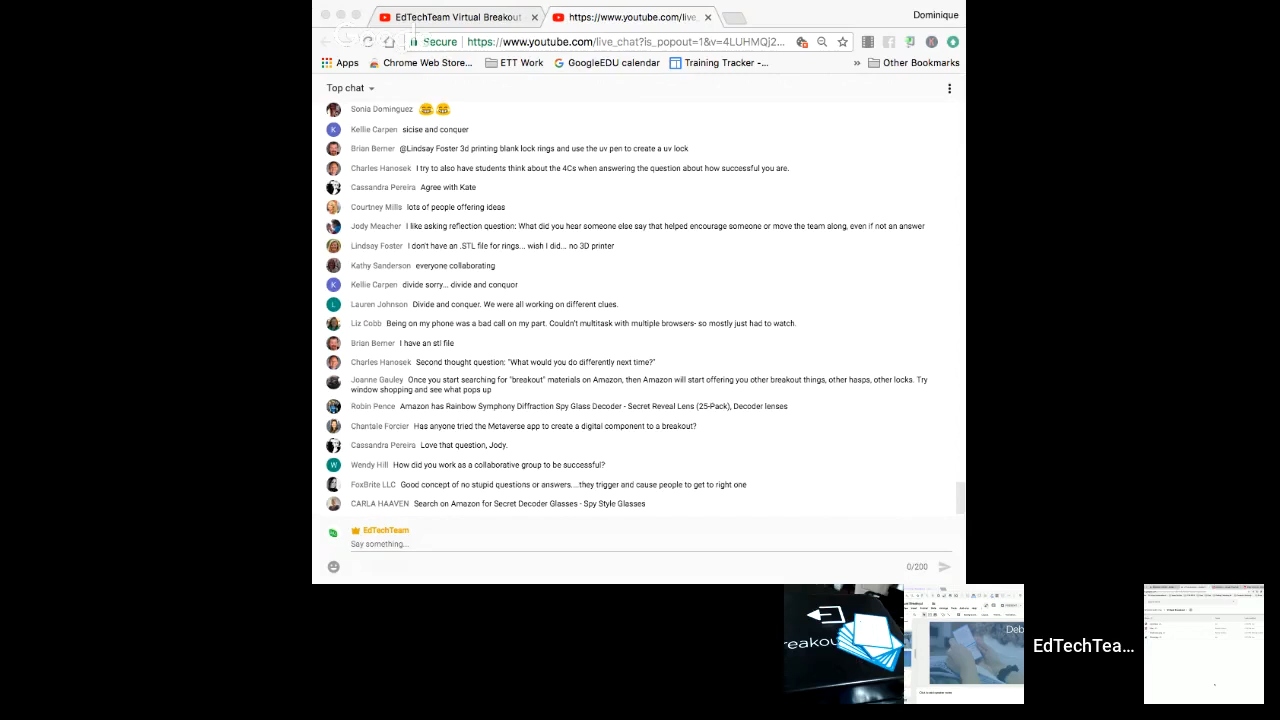 EdTechTeam Virtual Breakout
https://www.youtube.com/live_
Dominique
Secure https://www.youtube.com/live_chat?is_popout=1&v=4LUHMQj2...
Apps Chrome Web Store... ETT Work GoogleEDU calendar Training Tracker -... » Other Bookmarks
Top chat
Sonia Dominguez
Kellie Carpen sicise and conquer
Brian Berner @Lindsay Foster 3d printing blank lock rings and use the uv pen to create a uv lock
Charles Hanosek I try to also have students think about the 4Cs when answering the question about how successful you are.
Cassandra Pereira Agree with Kate
Courtney Mills lots of people offering ideas
Jody Meacher I like asking reflection question: What did you hear someone else say that helped encourage someone or move the team along, even if not an answer
Lindsay Foster I don't have an .STL file for rings... wish I did... no 3D printer
Kathy Sanderson everyone collaborating
Kellie Carpen divide sorry... divide and conquor
Lauren Johnson Divide and conquer. We were all working on different clues.
Liz Cobb Being on my phone was a bad call on my part. Couldn't multitask with multiple browsers- so mostly just had to watch.
Brian Berner I have an stl file
Charles Hanosek Second thought question: "What would you do differently next time?"
Joanne Gauley Once you start searching for "breakout" materials on Amazon, then Amazon will start offering you other breakout things, other hasps, other locks. Try
window shopping and see what pops up
Robin Pence Amazon has Rainbow Symphony Diffraction Spy Glass Decoder - Secret Reveal Lens (25-Pack), Decoder lenses
Chantale Forcier Has anyone tried the Metaverse app to create a digital component to a breakout?
Cassandra Pereira Love that question, Jody.
Wendy Hill How did you work as a collaborative group to be successful?
FoxBrite LLC Good concept of no stupid questions or answers....they trigger and cause people to get to right one
CARLA HAAVEN Search on Amazon for Secret Decoder Glasses - Spy Style Glasses
EdTechTeam
Say something...
0/200
Deb
EdTechTea...